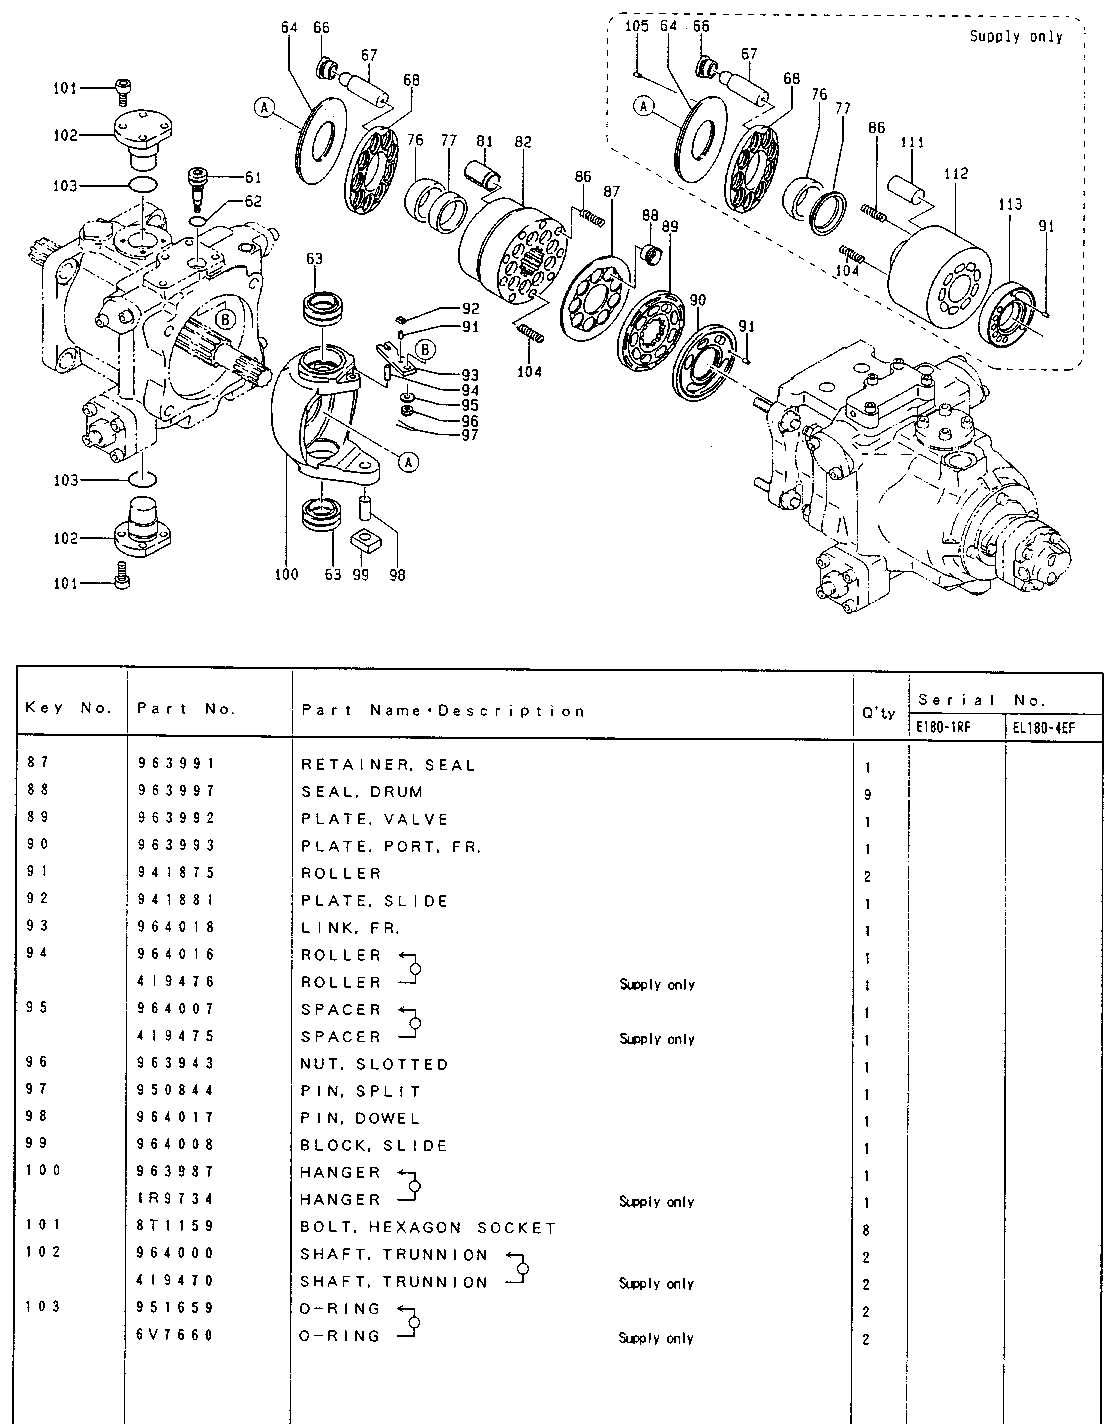 64
66
67
68
A
76
77
81
82
86
87
88
89
90
91
104
101
102
103
61
62
63
B
92
91
B
93
94
95
96
97
A
98
99
63
100
103
102
101
Supply only
105
64
66
67
68
A
76
77
86
111
112
113
91
104
Key No. Part No. Part Name・Description Q'ty Serial No.
E180-1RF EL180-4EF
87 963991 RETAINER, SEAL 1
88 963997 SEAL, DRUM 9
89 963992 PLATE, VALVE 1
90 963993 PLATE, PORT, FR. 1
91 941875 ROLLER 2
92 941881 PLATE, SLIDE 1
93 964018 LINK, FR. 1
94 964016 ROLLER 1
4I9476 ROLLER Supply only 1
95 964007 SPACER 1
4I9475 SPACER Supply only 1
96 963943 NUT, SLOTTED 1
97 950844 PIN, SPLIT 1
98 964017 PIN, DOWEL 1
99 964008 BLOCK, SLIDE 1
100 963987 HANGER 1
1R9734 HANGER Supply only 1
101 8T1159 BOLT, HEXAGON SOCKET 8
102 964000 SHAFT, TRUNNION 2
4I9470 SHAFT, TRUNNION Supply only 2
103 951659 O-RING 2
6V7660 O-RING Supply only 2